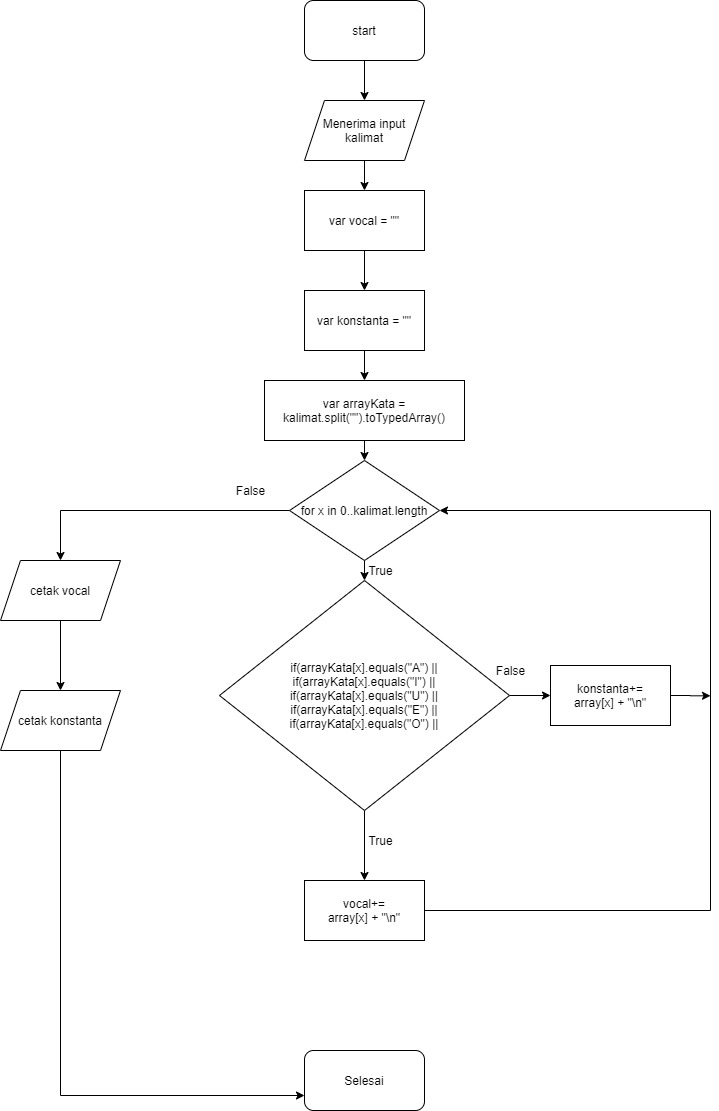 start
Menerima input
kalimat
var vocal = ""
var konstanta = ""
var arrayKata =
kalimat.split("").toTypedArray()
for x in 0..kalimat.length
False
True
cetak vocal
cetak konstanta
if(arrayKata[x].equals("A") ||
if(arrayKata[x].equals("I") ||
if(arrayKata[x].equals("U") ||
if(arrayKata[x].equals("E") ||
if(arrayKata[x].equals("O") ||
False
konstanta+=
array[x] + "\n"
True
vocal+=
array[x] + "\n"
Selesai